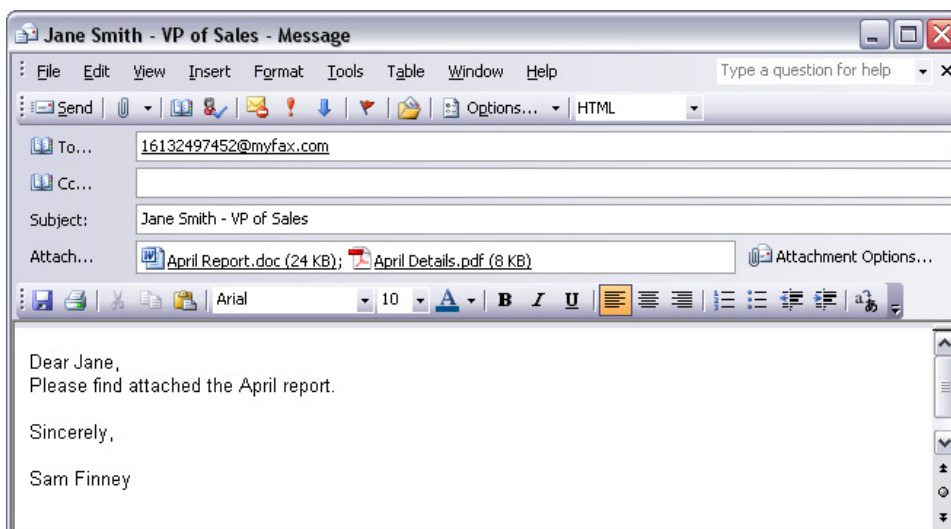 Jane Smith - VP of Sales - Message
File Edit View Insert Format Tools Table Window Help Type a question for help
Send Options... HTML
To... 16132497452@myfax.com
Cc...
Subject: Jane Smith - VP of Sales
Attach... April Report.doc (24 KB); April Details.pdf (8 KB) Attachment Options...
Arial 10 A B I U
Dear Jane,
Please find attached the April report.
Sincerely,
Sam Finney